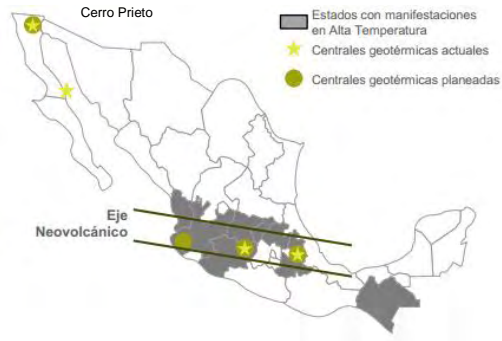 Cerro Prieto
Estados con manifestaciones
en Alta Temperatura
Centrales geotérmicas actuales
Centrales geotérmicas planeadas
Eje
Neovolcánico